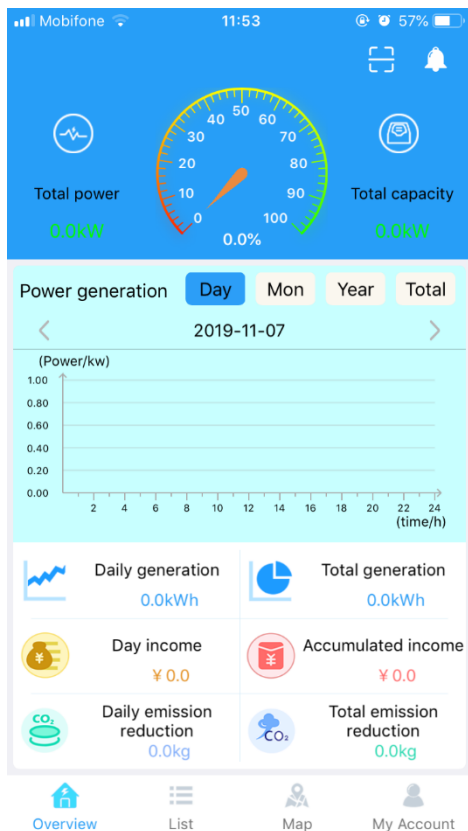 Mobifone 11:53 57%
50
40 60
30 70
20 80
10 90
0 100
0.0%
Total power
0.0kW
Total capacity
0.0kW
Power generation Day Mon Year Total
2019-11-07
(Power/kw)
1.00
0.80
0.60
0.40
0.20
0.00
2 4 6 8 10 12 14 16 18 20 22 24
(time/h)
Daily generation
0.0kWh
Total generation
0.0kWh
¥
Day income
¥ 0.0
¥
Accumulated income
¥ 0.0
CO₂
Daily emission
reduction
0.0kg
CO₂
Total emission
reduction
0.0kg
Overview List Map My Account